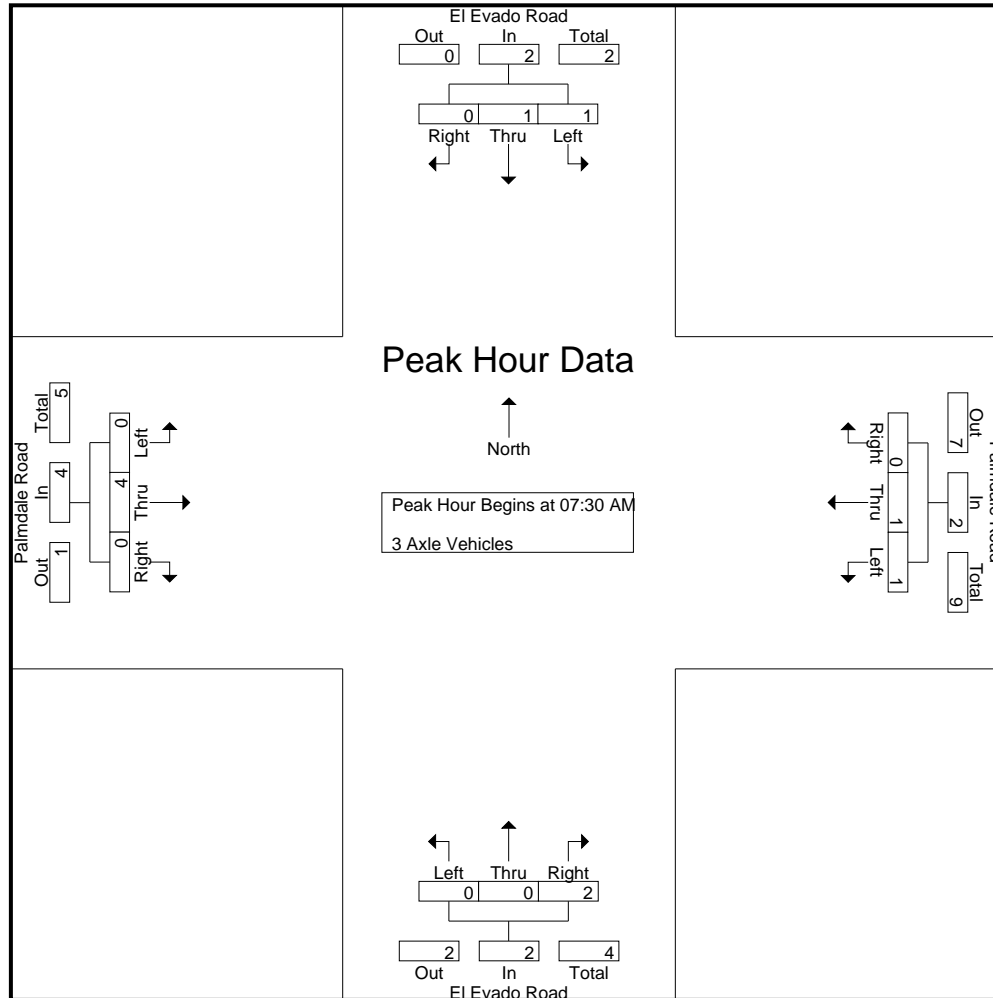 El Evado Road
Out In Total
0 2 2
0 1 1
Right Thru Left
Peak Hour Data
North
Peak Hour Begins at 07:30 AM
3 Axle Vehicles
Palmdale Road
Out In Total
1 4 5
0 4 0
Left Thru Right
Out In Total
7 2 9
0 1 1
Right Thru Left
Left Thru Right
0 0 2
2 2 4
Out In Total
El Evado Road